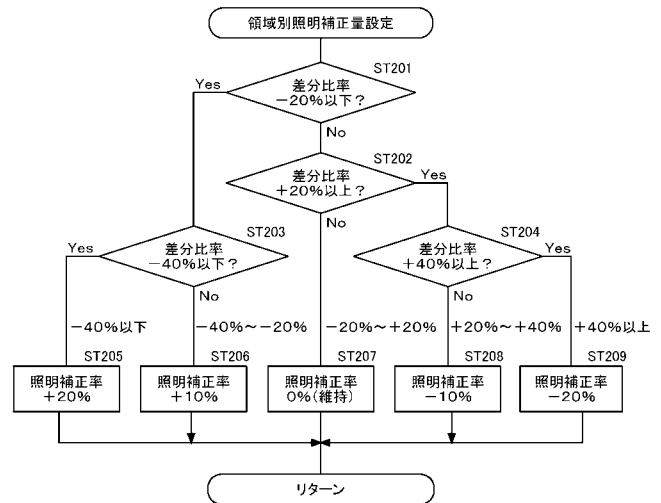 領域別照明補正量設定
ST201
差分比率
－20%以下？
Yes
No
ST202
差分比率
＋20%以上？
Yes
No
ST203
差分比率
－40%以下？
Yes
No
ST204
差分比率
＋40%以上？
Yes
No
－40%以下
－40%～－20%
－20%～＋20%
＋20%～＋40%
＋40%以上
ST205
照明補正率
＋20%
ST206
照明補正率
＋10%
ST207
照明補正率
0%(維持)
ST208
照明補正率
－10%
ST209
照明補正率
－20%
リターン